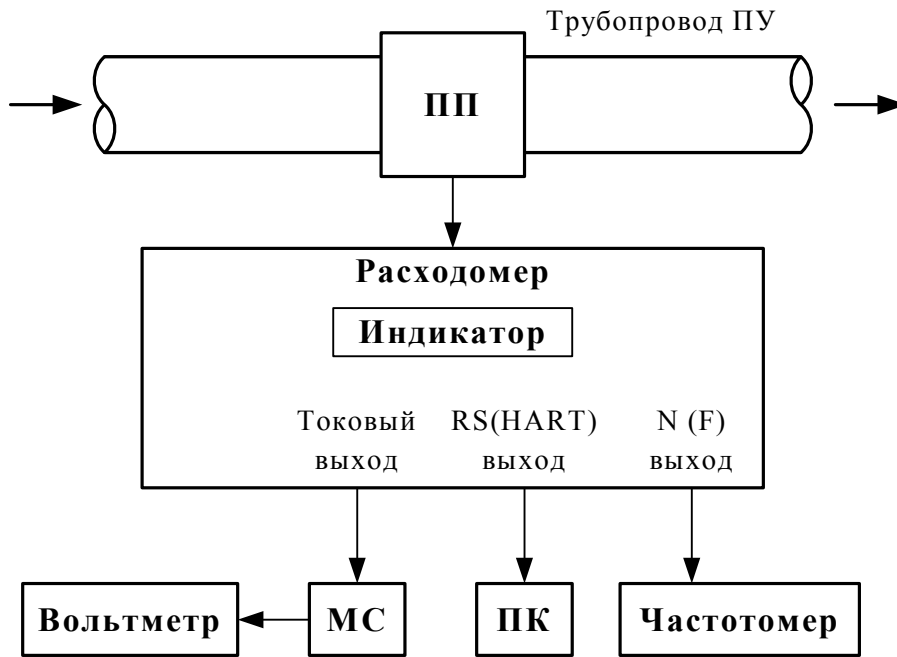 Трубопровод ПУ
ПП
Расходомер
Индикатор
Токовый выход
RS(HART) выход
N (F) выход
Вольтметр
МС
ПК
Частотомер